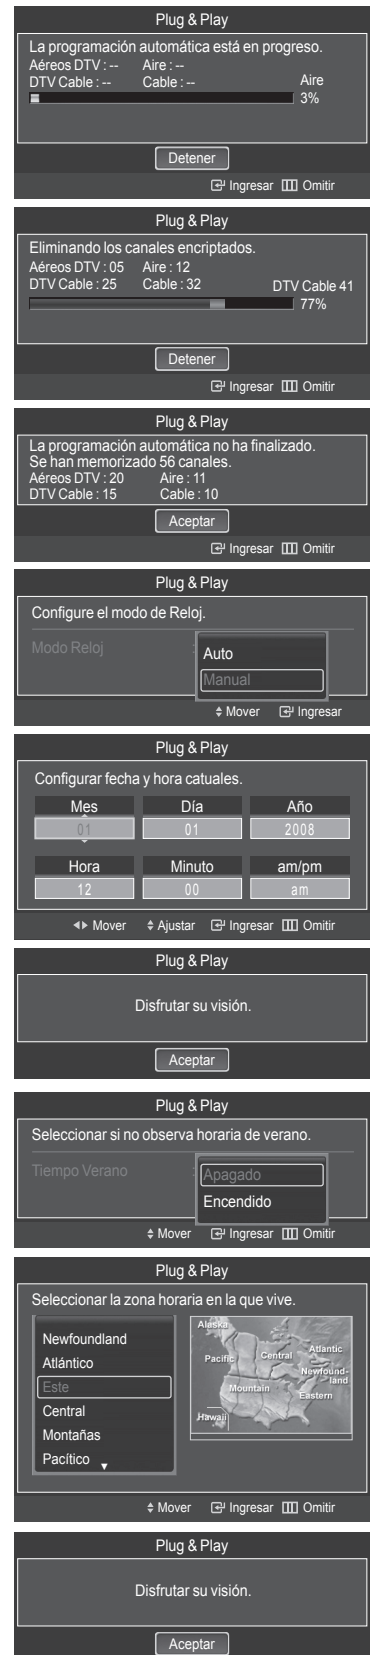 Plug & Play
La programación automática está en progreso.
Aéreos DTV : -- Aire : --
DTV Cable : -- Cable : -- Aire
3%
Detener
Ingresar Omitir
Plug & Play
Eliminando los canales encriptados.
Aéreos DTV : 05 Aire : 12
DTV Cable : 25 Cable : 32 DTV Cable 41
77%
Detener
Ingresar Omitir
Plug & Play
La programación automática no ha finalizado.
Se han memorizado 56 canales.
Aéreos DTV : 20 Aire : 11
DTV Cable : 15 Cable : 10
Aceptar
Ingresar Omitir
Plug & Play
Configure el modo de Reloj.
Modo Reloj : Auto
Manual
Mover Ingresar
Plug & Play
Configurar fecha y hora catuales.
Mes Día Año
01 01 2008
Hora Minuto am/pm
12 00 am
Mover Ajustar Ingresar Omitir
Plug & Play
Disfrutar su visión.
Aceptar
Plug & Play
Seleccionar si no observa horaria de verano.
Tiempo Verano : Apagado
Encendido
Mover Ingresar Omitir
Plug & Play
Seleccionar la zona horaria en la que vive.
Newfoundland
Atlántico
Este
Central
Montañas
Pacítico
Alaska
Pacific
Central
Atlantic
Newfound-
land
Mountain
Eastern
Hawaii
Mover Ingresar Omitir
Plug & Play
Disfrutar su visión.
Aceptar